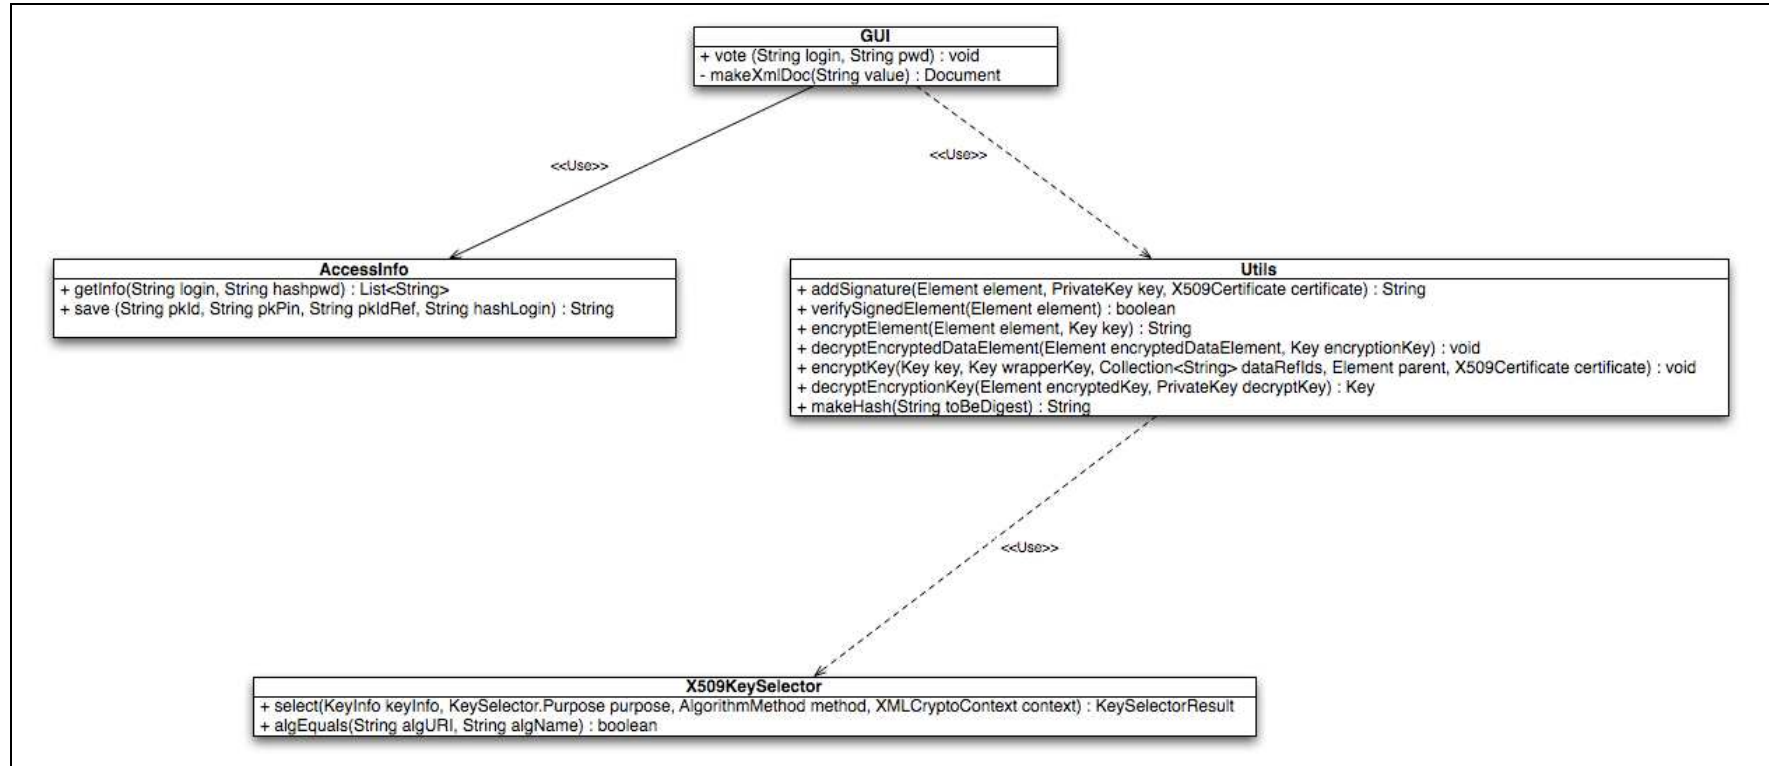 GUI
+ vote (String login, String pwd) : void
- makeXmlDoc(String value) : Document
<<Use>>
<<Use>>
AccessInfo
+ getInfo(String login, String hashpwd) : List<String>
+ save (String pkId, String pkPin, String pkIdRef, String hashLogin) : String
Utils
+ addSignature(Element element, PrivateKey key, X509Certificate certificate) : String
+ verifySignedElement(Element element) : boolean
+ encryptElement(Element element, Key key) : String
+ decryptEncryptedDataElement(Element encryptedDataElement, Key encryptionKey) : void
+ encryptKey(Key key, Key wrapperKey, Collection<String> dataRefIds, Element parent, X509Certificate certificate) : void
+ decryptEncryptionKey(Element encryptedKey, PrivateKey decryptKey) : Key
+ makeHash(String toBeDigest) : String
<<Use>>
X509KeySelector
+ select(KeyInfo keyInfo, KeySelector.Purpose purpose, AlgorithmMethod method, XMLCryptoContext context) : KeySelectorResult
+ algEquals(String algURI, String algName) : boolean